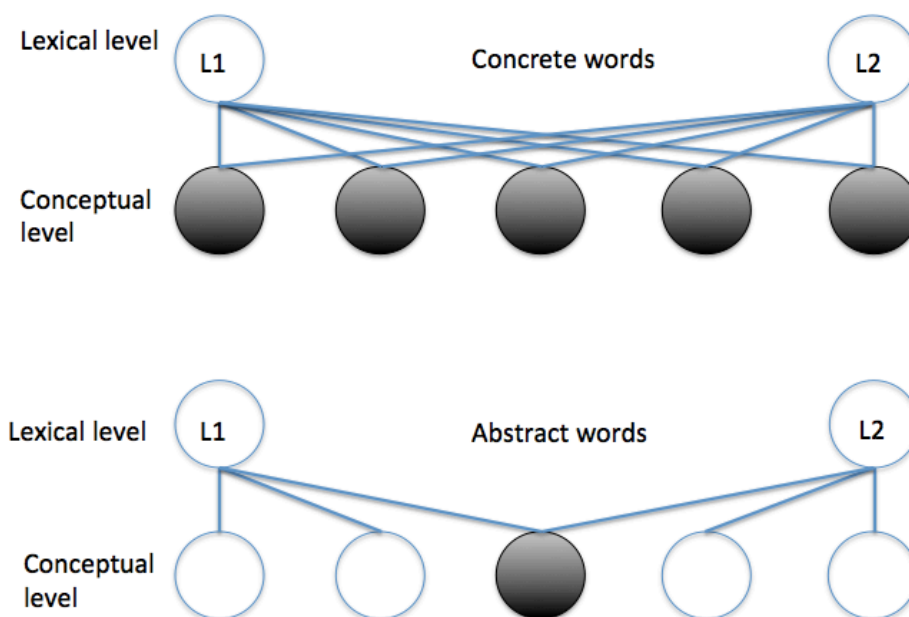 Lexical level
L1
Concrete words
L2
Conceptual
level
Lexical level
L1
Abstract words
L2
Conceptual
level